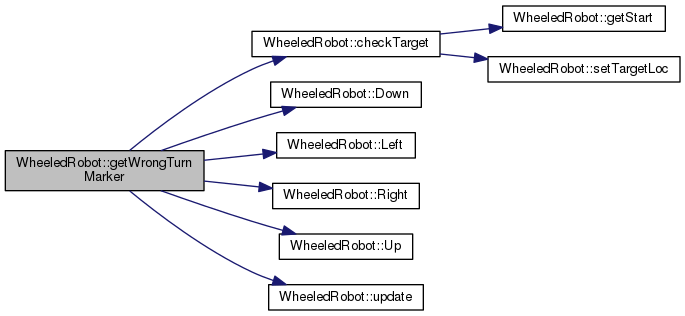 WheeledRobot::getWrongTurn
Marker
WheeledRobot::checkTarget
WheeledRobot::getStart
WheeledRobot::setTargetLoc
WheeledRobot::Down
WheeledRobot::Left
WheeledRobot::Right
WheeledRobot::Up
WheeledRobot::update